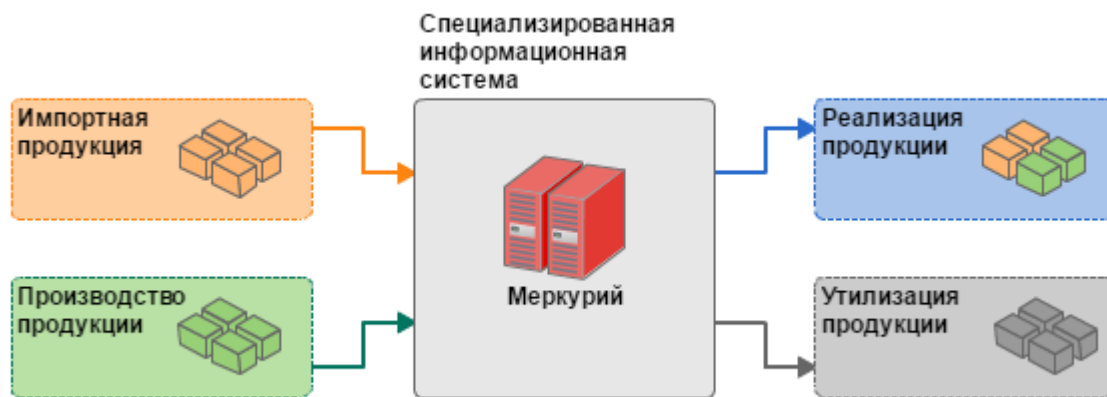 Специализированная
информационная
система
Импортная
продукция
Производство
продукции
Меркурий
Реализация
продукции
Утилизация
продукции